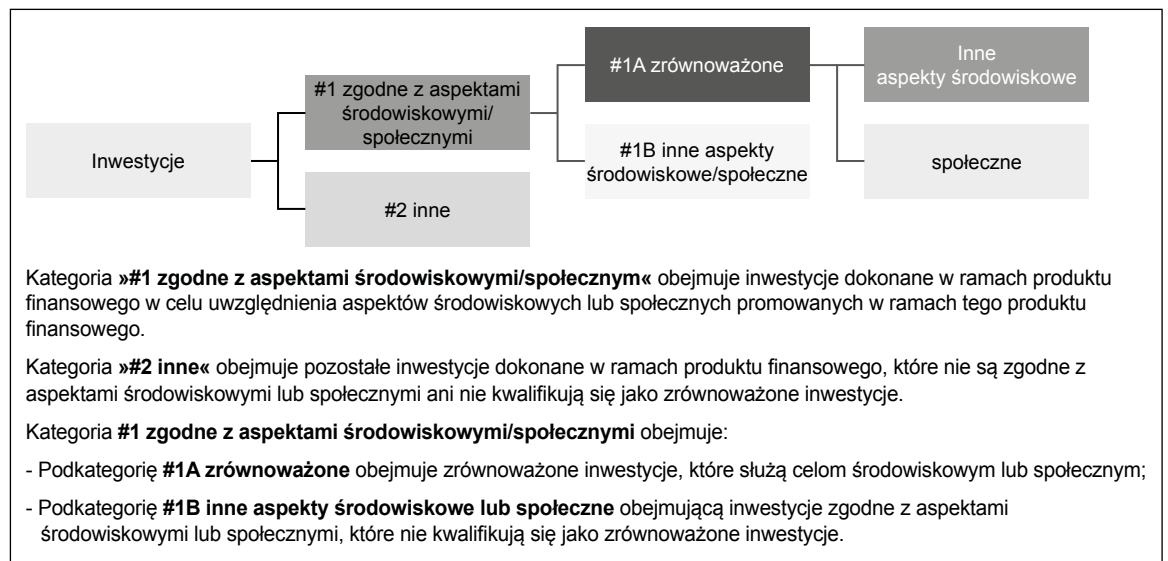 Inwestycje
#1 zgodne z aspektami
środowiskowymi/
społecznymi
#2 inne
#1A zrównoważone
#1B inne aspekty
środowiskowe/społeczne
Inne
aspekty środowiskowe
społeczne
Kategoria »#1 zgodne z aspektami środowiskowymi/społecznym« obejmuje inwestycje dokonane w ramach produktu
finansowego w celu uwzględnienia aspektów środowiskowych lub społecznych promowanych w ramach tego produktu
finansowego.
Kategoria »#2 inne« obejmuje pozostałe inwestycje dokonane w ramach produktu finansowego, które nie są zgodne z
aspektami środowiskowymi lub społecznymi ani nie kwalifikują się jako zrównoważone inwestycje.
Kategoria #1 zgodne z aspektami środowiskowymi/społecznymi obejmuje:
- Podkategorię #1A zrównoważone obejmuje zrównoważone inwestycje, które służą celom środowiskowym lub społecznym;
- Podkategorię #1B inne aspekty środowiskowe lub społeczne obejmującą inwestycje zgodne z aspektami
środowiskowymi lub społecznymi, które nie kwalifikują się jako zrównoważone inwestycje.